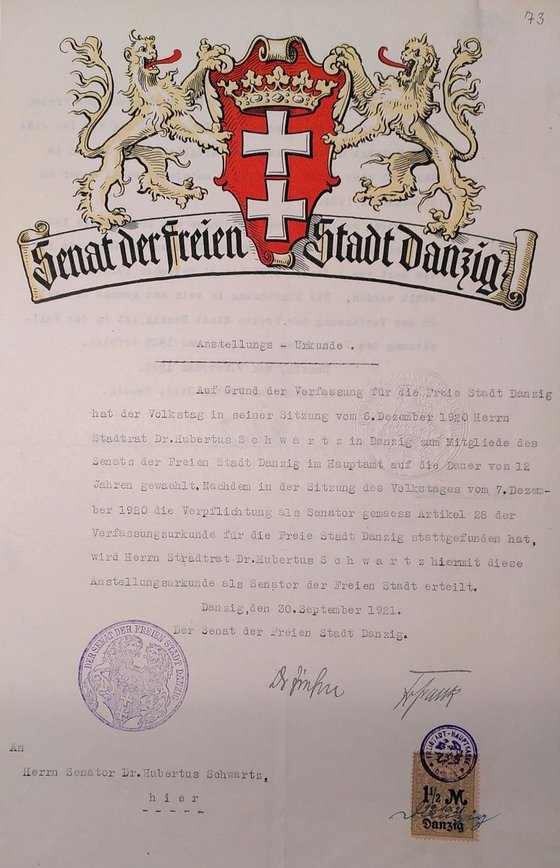 73
Senat der Freien Stadt Danzig
Anstellungs - Urkunde.
Auf Grund der Verfassung für die Freie Stadt Danzig
hat der Volkstag in seiner Sitzung vom 6.Dezember 1920 Herrn
Stadtrat Dr.Hubertus S c h w a r t z in Danzig zum Mitgliede des
Senats der Freien Stadt Danzig im Hauptamt auf die Dauer von 12
Jahren gewaehlt.Nachdem in der Sitzung des Volkstages vom 7.Dezem-
ber 1920 die Verpflichtung als Senator gemaess Artikel 28 der
Verfassungsurkunde für die Freie Stadt Danzig stattgefunden hat,
wird Herrn Stradtrat Dr.Hubertus S c h w a r t z hiermit diese
Anstellungsurkunde als Senator der Freien Stadt erteilt.
Danzig,den 30.September 1921.
Der Senat der Freien Stadt Danzig.
DER SENAT DER FREIEN STADT DANZIG
An
Herrn Senator Dr.Hubertus Schwartz,
h i e r
1½ M
Danzig